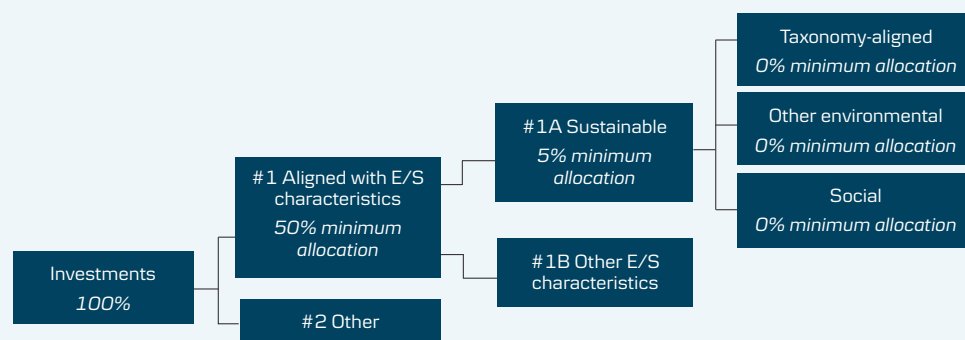 Investments
100%
#1 Aligned with E/S
characteristics
50% minimum
allocation
#2 Other
#1A Sustainable
5% minimum
allocation
#1B Other E/S
characteristics
Taxonomy-aligned
0% minimum allocation
Other environmental
0% minimum allocation
Social
0% minimum allocation